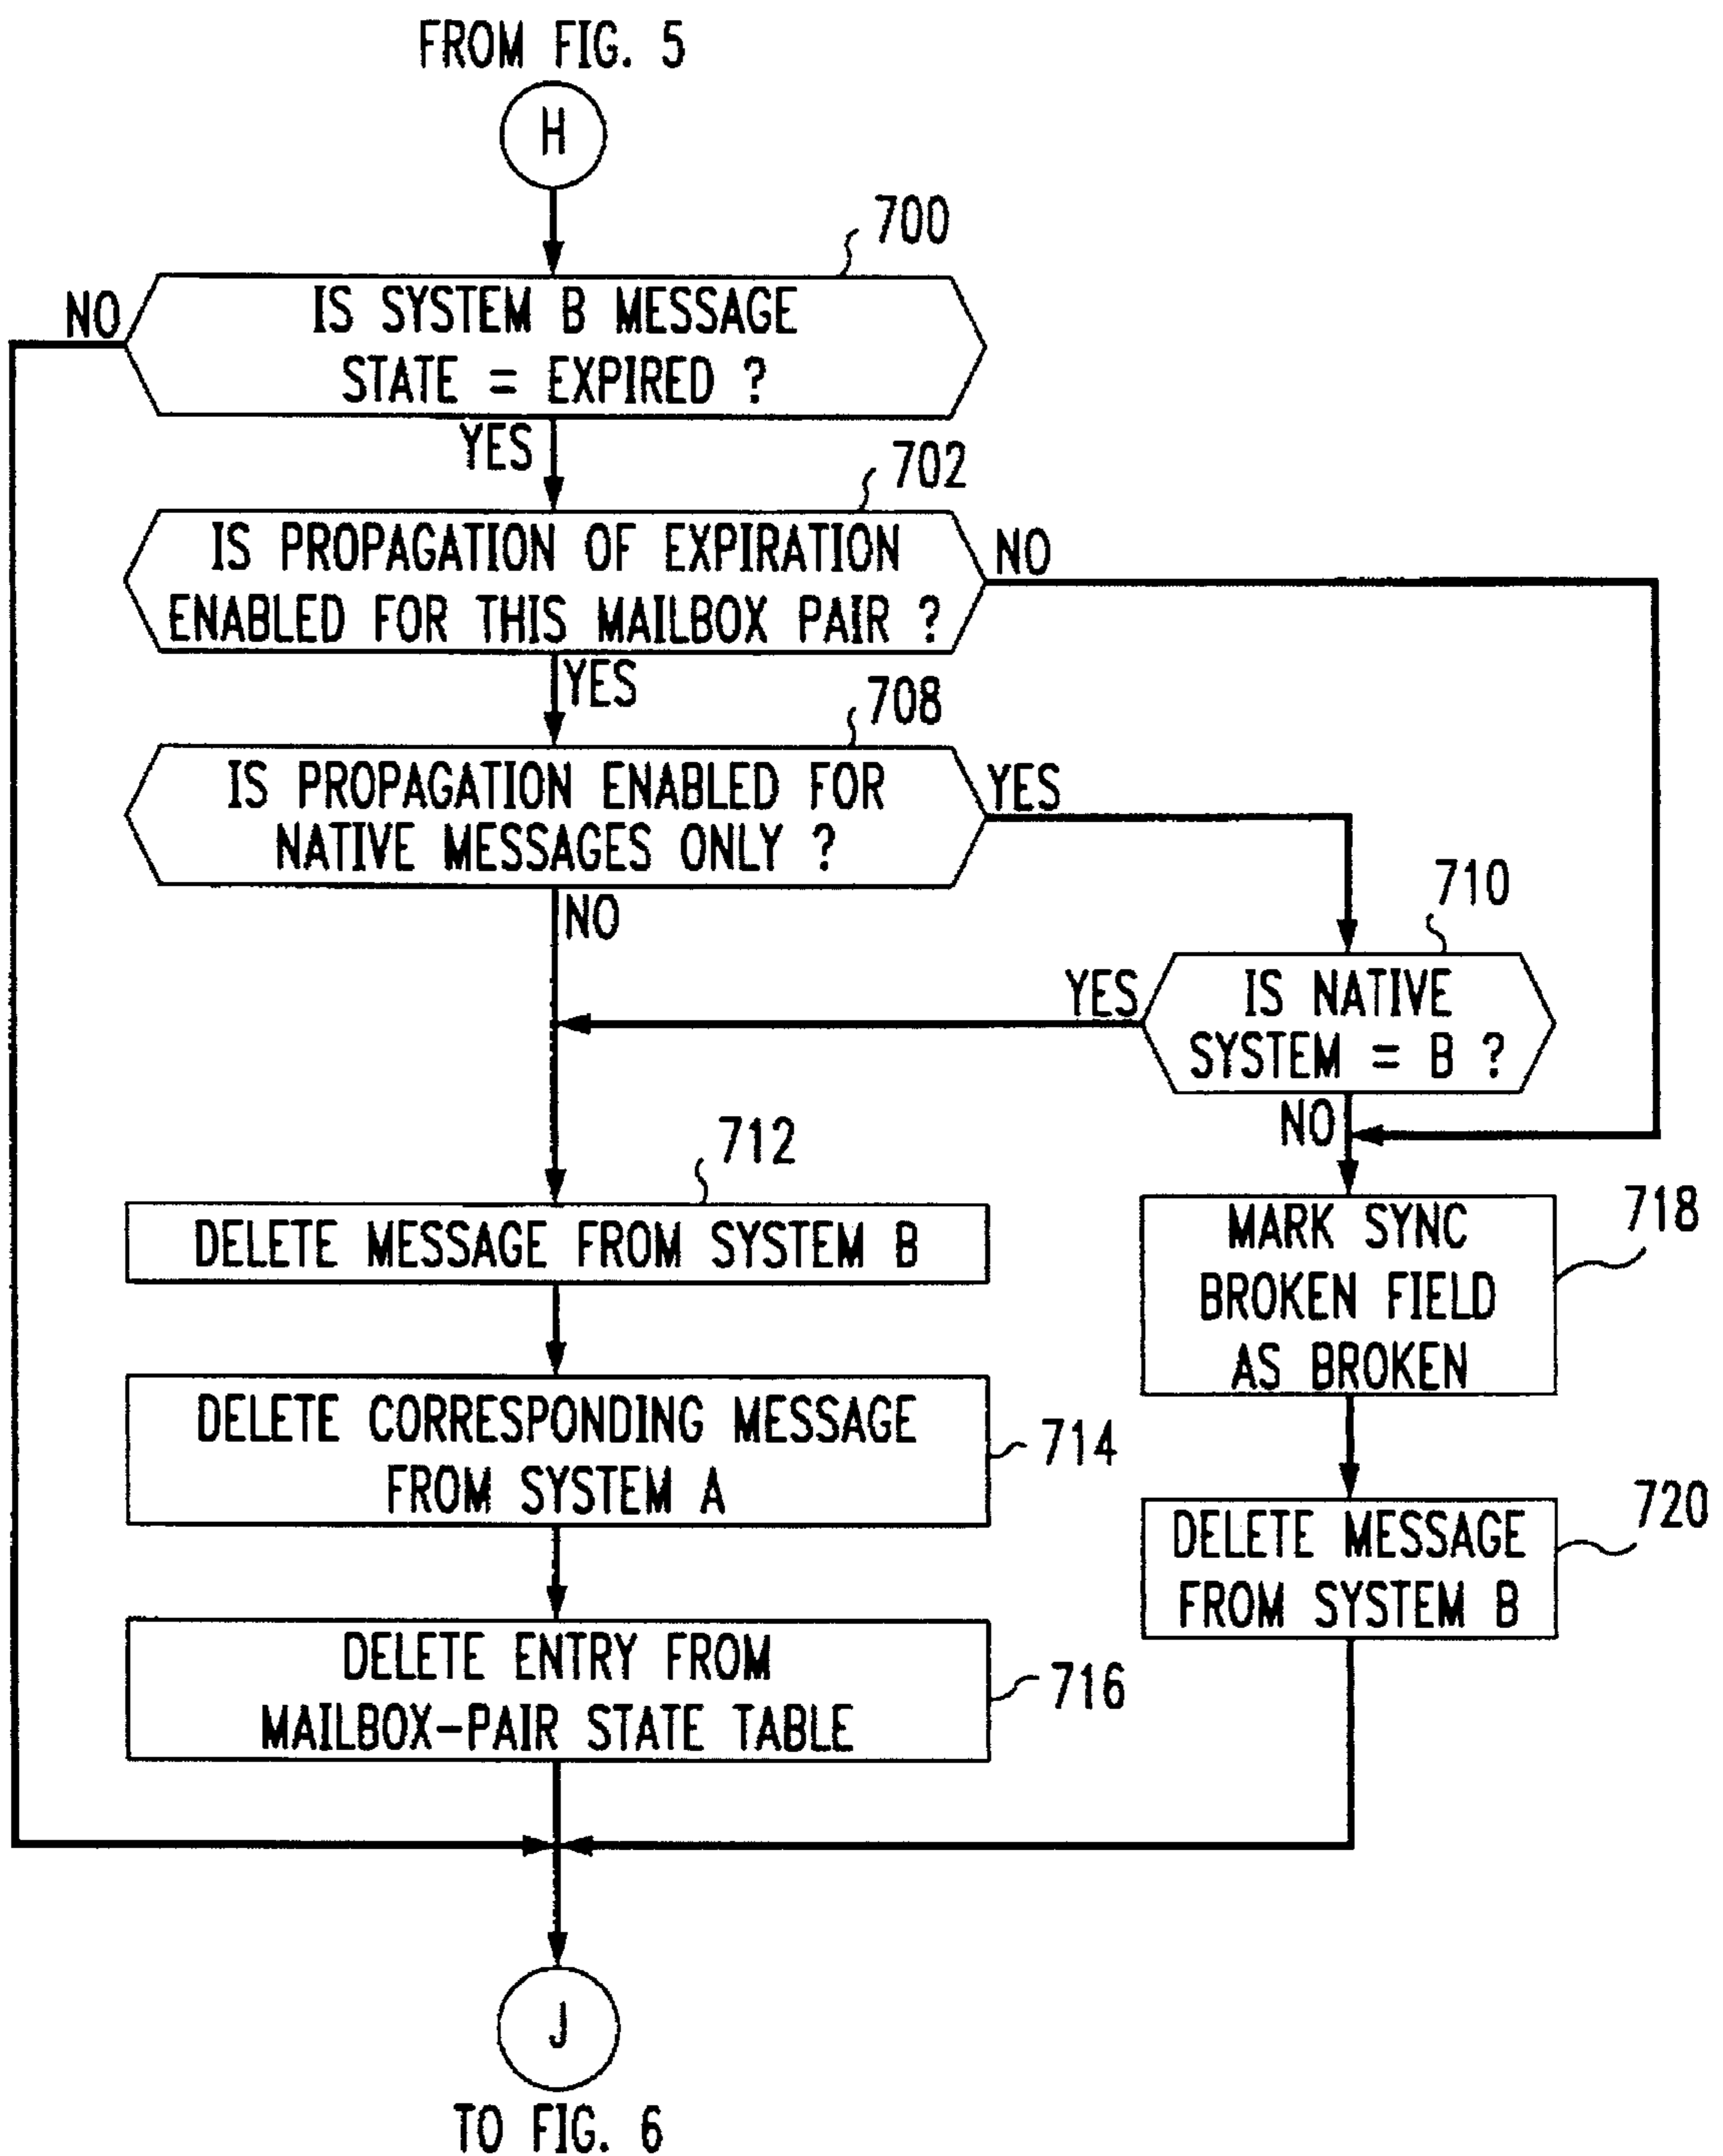 FROM FIG. 5
H
700
NO
IS SYSTEM B MESSAGE
STATE = EXPIRED ?
YES
702
IS PROPAGATION OF EXPIRATION
ENABLED FOR THIS MAILBOX PAIR ?
NO
YES
708
IS PROPAGATION ENABLED FOR
NATIVE MESSAGES ONLY ?
YES
NO
710
YES
IS NATIVE
SYSTEM = B ?
NO
712
DELETE MESSAGE FROM SYSTEM B
718
MARK SYNC
BROKEN FIELD
AS BROKEN
DELETE CORRESPONDING MESSAGE
FROM SYSTEM A
714
720
DELETE MESSAGE
FROM SYSTEM B
DELETE ENTRY FROM
MAILBOX-PAIR STATE TABLE
716
J
TO FIG. 6